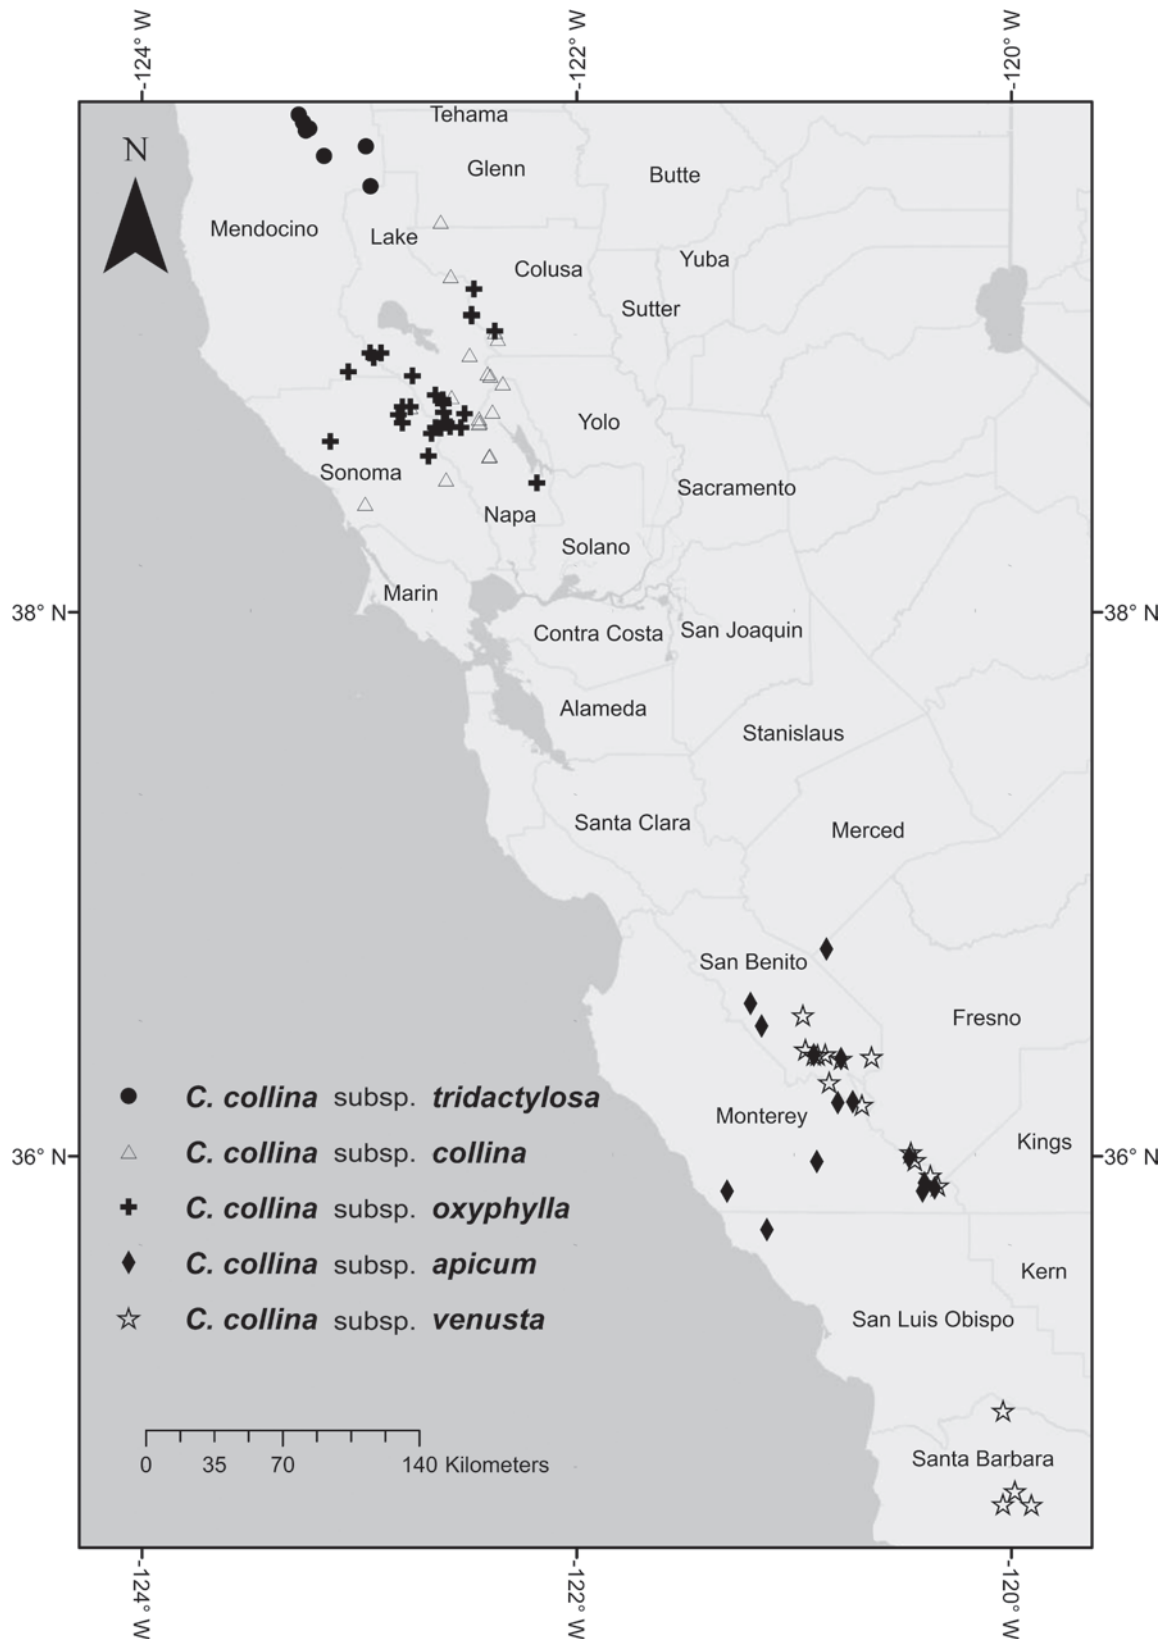 -124° W
-122° W
-120° W
N
Tehama
Glenn
Butte
Mendocino
Lake
Colusa
Yuba
Sutter
Yolo
Sonoma
Sacramento
Napa
Solano
Marin
38° N
38° N
Contra Costa
San Joaquin
Alameda
Stanislaus
Santa Clara
Merced
San Benito
Fresno
C. collina subsp. tridactylosa
Monterey
Kings
C. collina subsp. collina
36° N
36° N
C. collina subsp. oxyphylla
C. collina subsp. apicum
Kern
C. collina subsp. venusta
San Luis Obispo
Santa Barbara
0 35 70 140 Kilometers
-124° W
-122° W
-120° W